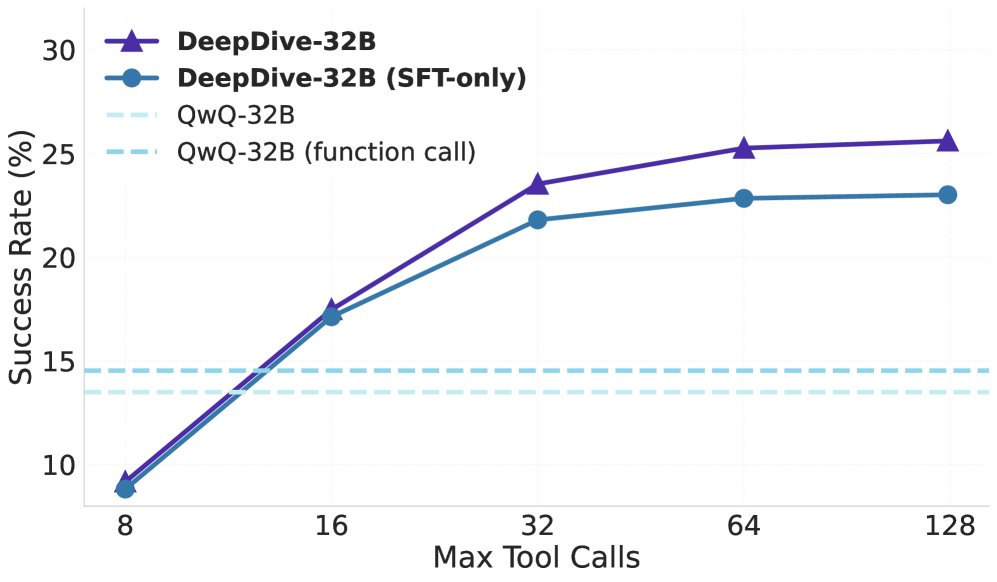 DeepDive-32B
DeepDive-32B (SFT-only)
QwQ-32B
QwQ-32B (function call)
Success Rate (%)
30
25
20
15
10
8 16 32 64 128
Max Tool Calls